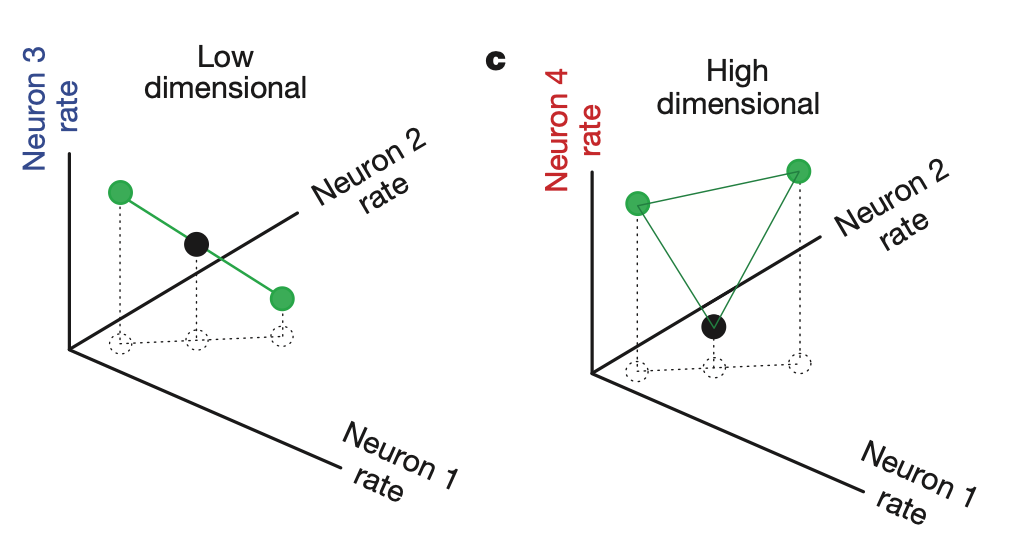 Neuron 3
rate
Low
dimensional
Neuron 2
rate
Neuron 1
rate
c
Neuron 4
rate
High
dimensional
Neuron 2
rate
Neuron 1
rate